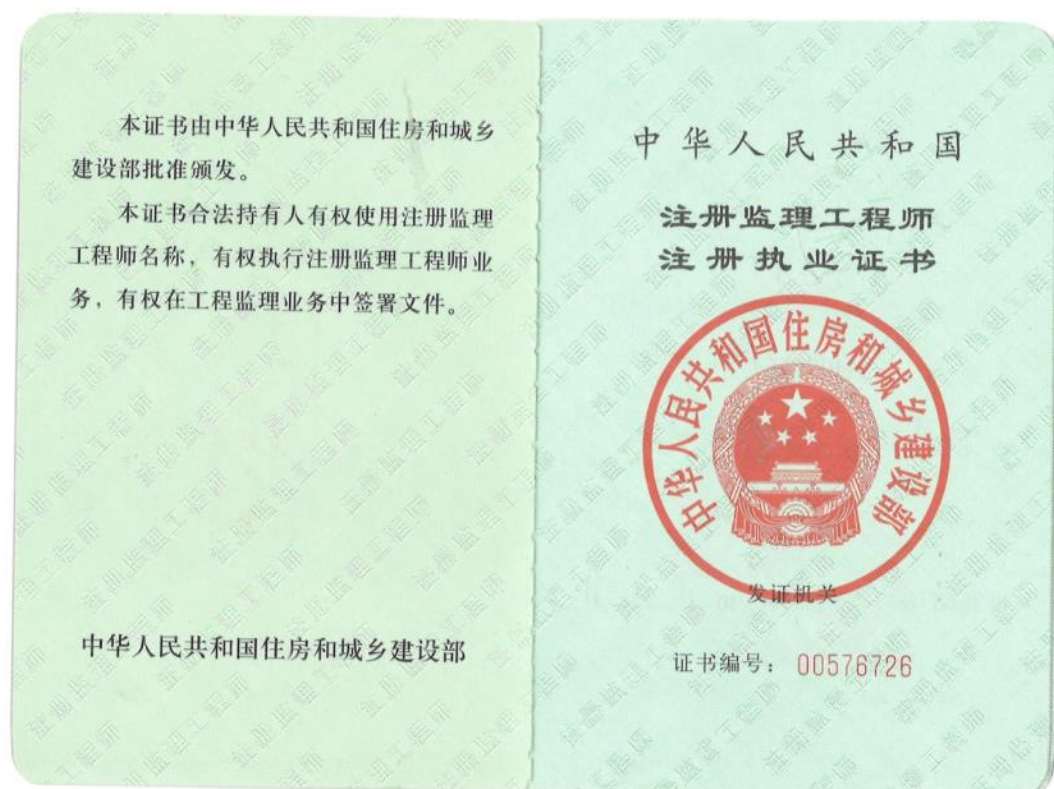 本证书由中华人民共和国住房和城乡
建设部批准颁发。
本证书合法持有人有权使用注册监理
工程师名称，有权执行注册监理工程师业
务，有权在工程监理业务中签署文件。
中华人民共和国住房和城乡建设部
中华人民共和国
注册监理工程师
注册执业证书
中华人民共和国住房和城乡建设部
发证机关
证书编号：00576726